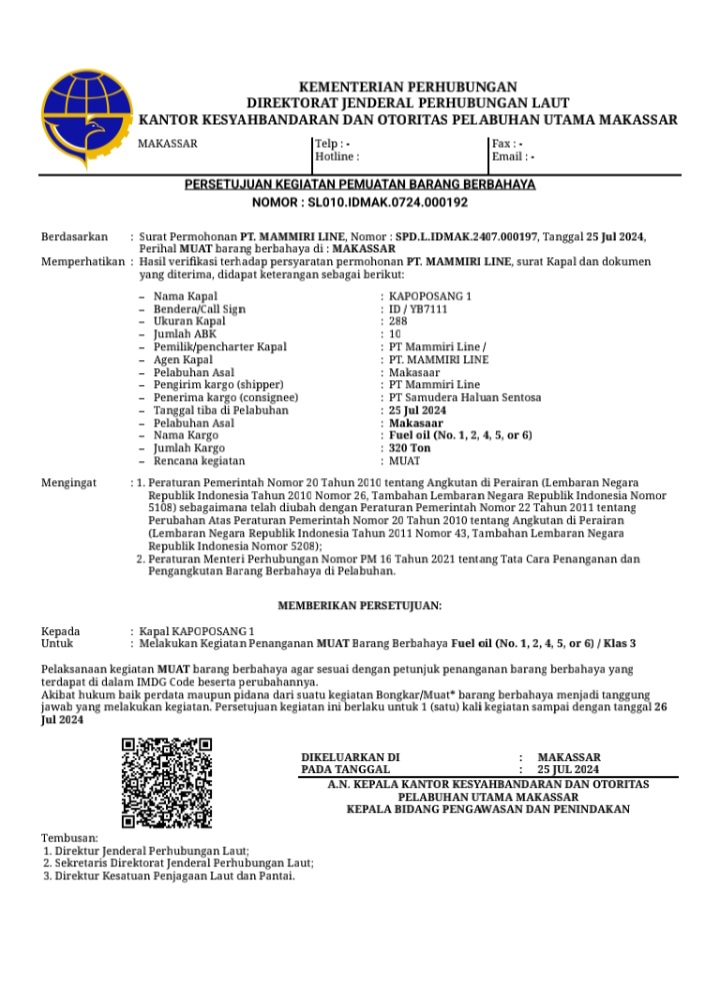 KEMENTERIAN PERHUBUNGAN
DIREKTORAT JENDERAL PERHUBUNGAN LAUT
KANTOR KESYAHBANDARAN DAN OTORITAS PELABUHAN UTAMA MAKASSAR
MAKASSAR Telp : - Fax : -
Hotline : Email : -
PERSETUJUAN KEGIATAN PEMUATAN BARANG BERBAHAYA
NOMOR : SL010.IDMAK.0724.000192
Berdasarkan : Surat Permohonan PT. MAMMIRI LINE, Nomor : SPD.L.IDMAK.2407.000197, Tanggal 25 Jul 2024,
Perihal MUAT barang berbahaya di : MAKASSAR
Memperhatikan : Hasil verifikasi terhadap persyaratan permohonan PT. MAMMIRI LINE, surat Kapal dan dokumen
yang diterima, didapat keterangan sebagai berikut:
– Nama Kapal : KAPOPOSANG 1
– Bendera/Call Sign : ID / YB7111
– Ukuran Kapal : 288
– Jumlah ABK : 10
– Pemilik/pencharter Kapal : PT Mammiri Line /
– Agen Kapal : PT. MAMMIRI LINE
– Pelabuhan Asal : Makasaar
– Pengirim kargo (shipper) : PT Mammiri Line
– Penerima kargo (consignee) : PT Samudera Haluan Sentosa
– Tanggal tiba di Pelabuhan : 25 Jul 2024
– Pelabuhan Asal : Makasaar
– Nama Kargo : Fuel oil (No. 1, 2, 4, 5, or 6)
– Jumlah Kargo : 320 Ton
– Rencana kegiatan : MUAT
Mengingat : 1. Peraturan Pemerintah Nomor 20 Tahun 2010 tentang Angkutan di Perairan (Lembaran Negara
Republik Indonesia Tahun 2010 Nomor 26, Tambahan Lembaran Negara Republik Indonesia Nomor
5108) sebagaimana telah diubah dengan Peraturan Pemerintah Nomor 22 Tahun 2011 tentang
Perubahan Atas Peraturan Pemerintah Nomor 20 Tahun 2010 tentang Angkutan di Perairan
(Lembaran Negara Republik Indonesia Tahun 2011 Nomor 43, Tambahan Lembaran Negara
Republik Indonesia Nomor 5208);
2. Peraturan Menteri Perhubungan Nomor PM 16 Tahun 2021 tentang Tata Cara Penanganan dan
Pengangkutan Barang Berbahaya di Pelabuhan.
MEMBERIKAN PERSETUJUAN:
Kepada : Kapal KAPOPOSANG 1
Untuk : Melakukan Kegiatan Penanganan MUAT Barang Berbahaya Fuel oil (No. 1, 2, 4, 5, or 6) / Klas 3
Pelaksanaan kegiatan MUAT barang berbahaya agar sesuai dengan petunjuk penanganan barang berbahaya yang
terdapat di dalam IMDG Code beserta perubahannya.
Akibat hukum baik perdata maupun pidana dari suatu kegiatan Bongkar/Muat* barang berbahaya menjadi tanggung
jawab yang melakukan kegiatan. Persetujuan kegiatan ini berlaku untuk 1 (satu) kali kegiatan sampai dengan tanggal 26
Jul 2024
DIKELUARKAN DI : MAKASSAR
PADA TANGGAL : 25 JUL 2024
A.N. KEPALA KANTOR KESYAHBANDARAN DAN OTORITAS
PELABUHAN UTAMA MAKASSAR
KEPALA BIDANG PENGAWASAN DAN PENINDAKAN
Tembusan:
1. Direktur Jenderal Perhubungan Laut;
2. Sekretaris Direktorat Jenderal Perhubungan Laut;
3. Direktur Kesatuan Penjagaan Laut dan Pantai.